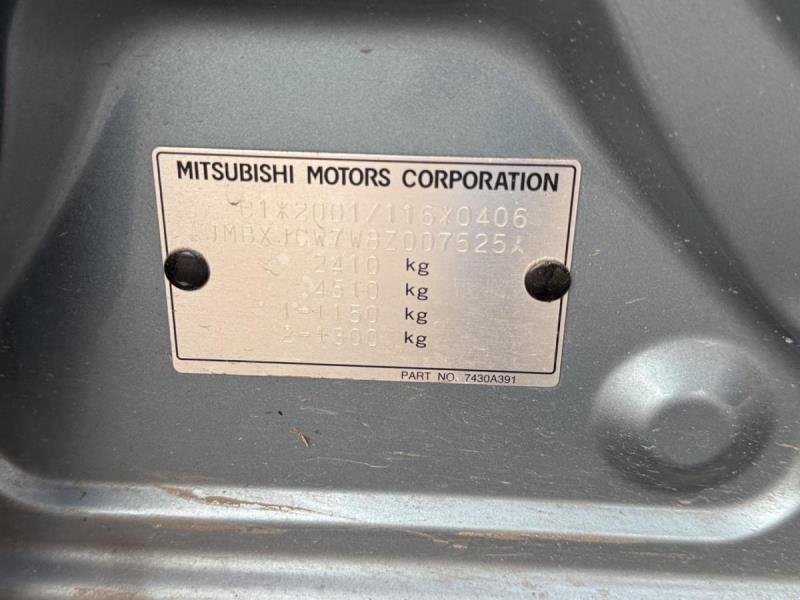 MITSUBISHI MOTORS CORPORATION
e1*2001/116*0406
2410 kg
4510 kg
1-1150 kg
2-1300 kg
PART NO. 7430A391